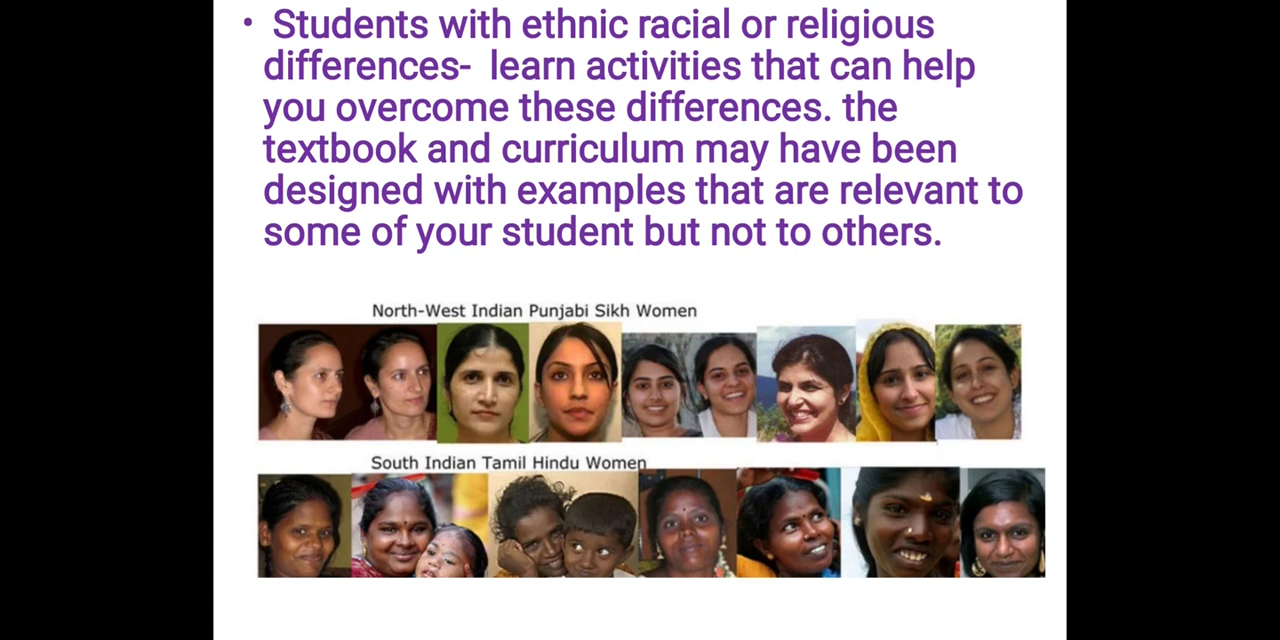 • Students with ethnic racial or religious
differences- learn activities that can help
you overcome these differences. the
textbook and curriculum may have been
designed with examples that are relevant to
some of your student but not to others.
North-West Indian Punjabi Sikh Women
South Indian Tamil Hindu Women